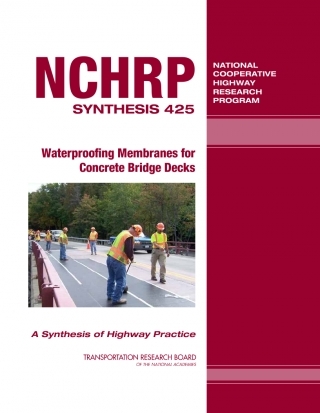 NCHRP
SYNTHESIS 425
NATIONAL
COOPERATIVE
HIGHWAY
RESEARCH
PROGRAM
Waterproofing Membranes for
Concrete Bridge Decks
A Synthesis of Highway Practice
TRANSPORTATION RESEARCH BOARD
OF THE NATIONAL ACADEMIES